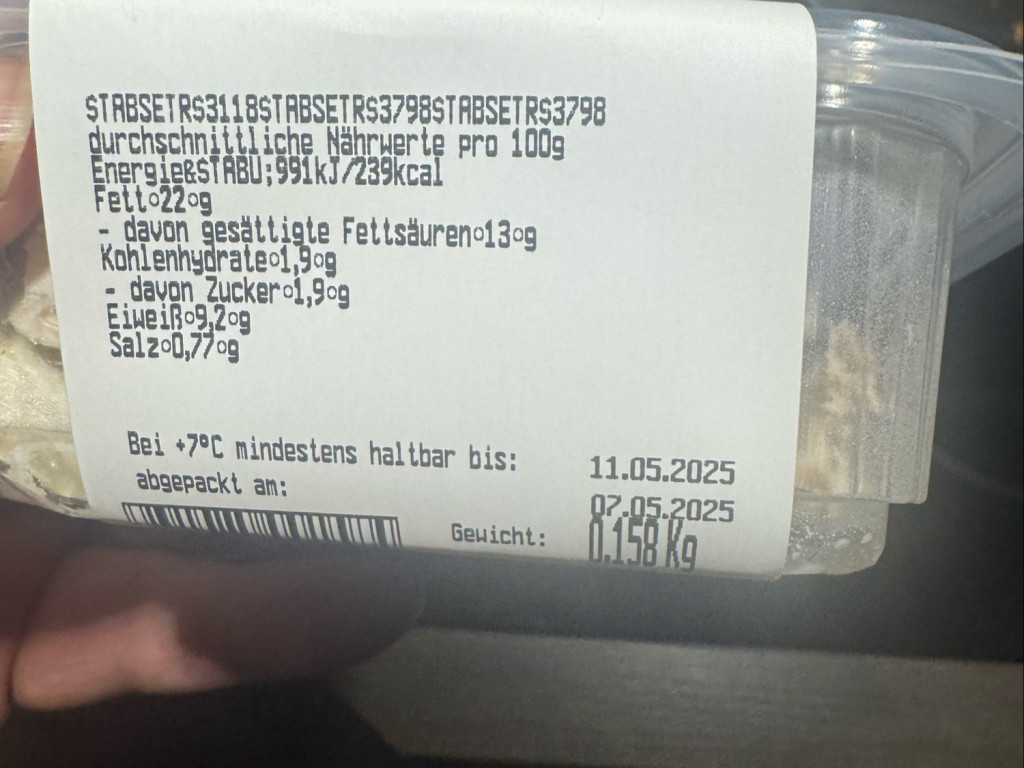 $TABSETR$3118$TABSETR$3798$TABSETR$3798
durchschnittliche Nährwerte pro 100g
Energie&$TABU;991kJ/239kcal
Fett°22°g
- davon gesättigte Fettsäuren°13°g
Kohlenhydrate°1,9°g
- davon Zucker°1,9°g
Eiweiß°9,2°g
Salz°0,77°g
Bei +7°C mindestens haltbar bis: 11.05.2025
abgepackt am: 07.05.2025
Gewicht: 0,158 Kg